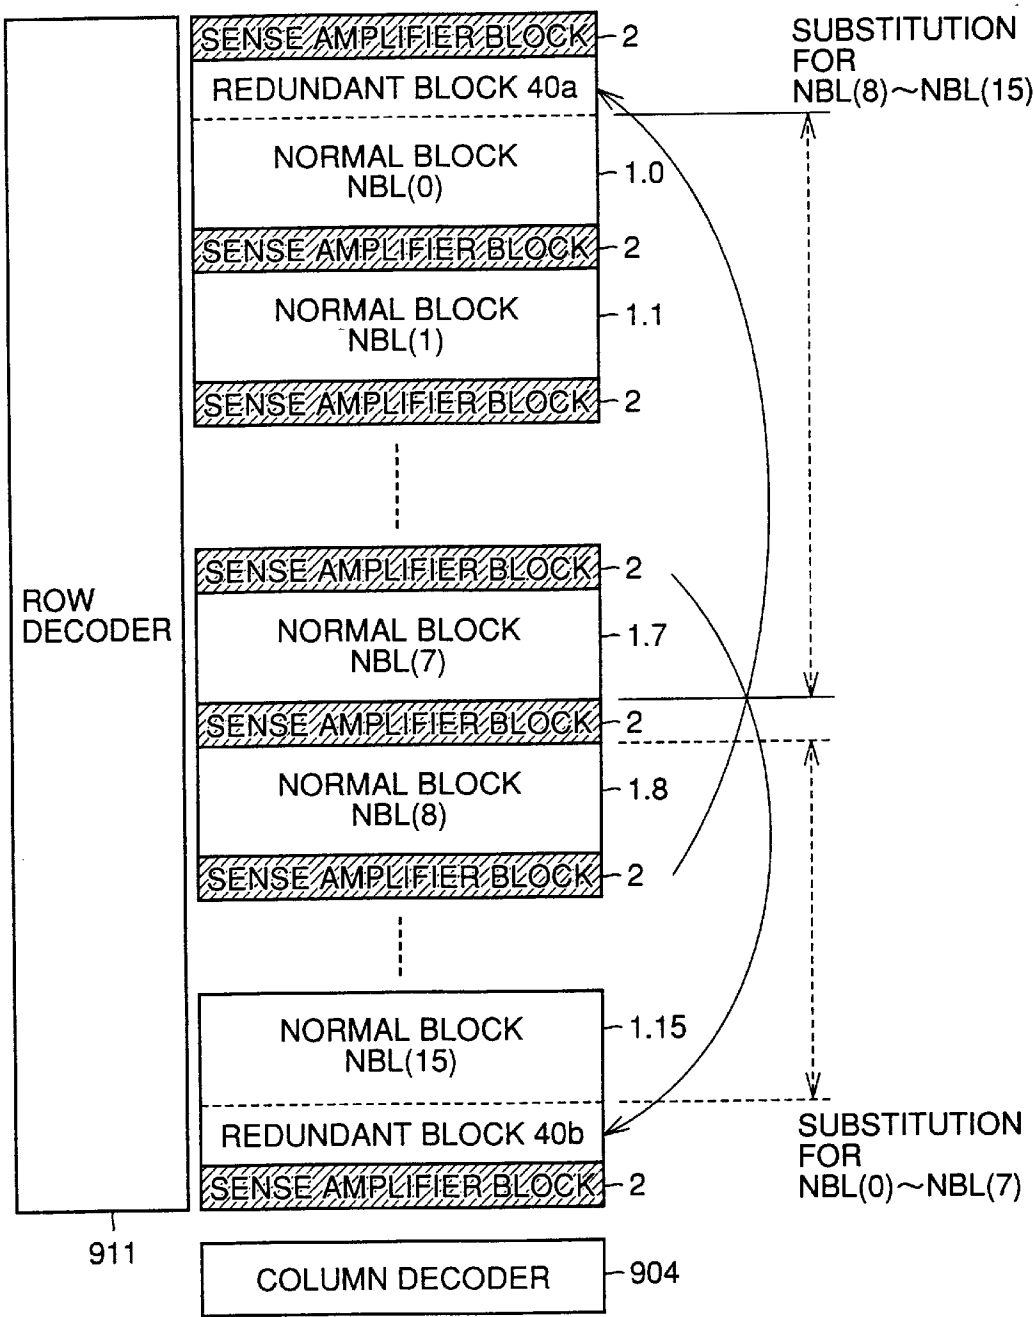 SENSE AMPLIFIER BLOCK 2
SUBSTITUTION
FOR
NBL(8)~NBL(15)
REDUNDANT BLOCK 40a
NORMAL BLOCK
NBL(0)
1.0
SENSE AMPLIFIER BLOCK 2
NORMAL BLOCK
NBL(1)
1.1
SENSE AMPLIFIER BLOCK 2
SENSE AMPLIFIER BLOCK 2
ROW
DECODER
NORMAL BLOCK
NBL(7)
1.7
SENSE AMPLIFIER BLOCK 2
NORMAL BLOCK
NBL(8)
1.8
SENSE AMPLIFIER BLOCK 2
NORMAL BLOCK
NBL(15)
1.15
REDUNDANT BLOCK 40b
SUBSTITUTION
FOR
NBL(0)~NBL(7)
SENSE AMPLIFIER BLOCK 2
911
COLUMN DECODER 904